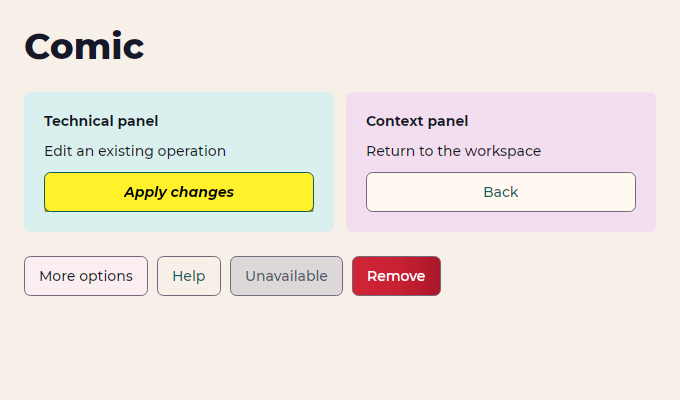 Comic
Technical panel
Edit an existing operation
Apply changes
Context panel
Return to the workspace
Back
More options
Help
Unavailable
Remove